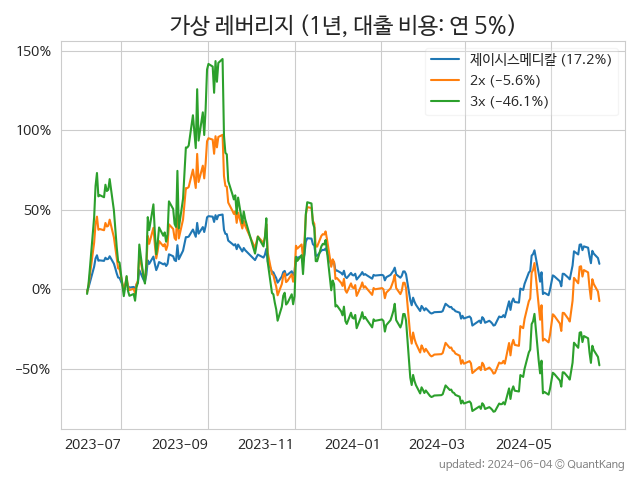 가상 레버리지 (1년, 대출 비용: 연 5%)
150%
100%
50%
0%
−50%
제이시스메디칼 (17.2%)
2x (−5.6%)
3x (−46.1%)
2023-07
2023-09
2023-11
2024-01
2024-03
2024-05
updated: 2024-06-04 © QuantKang